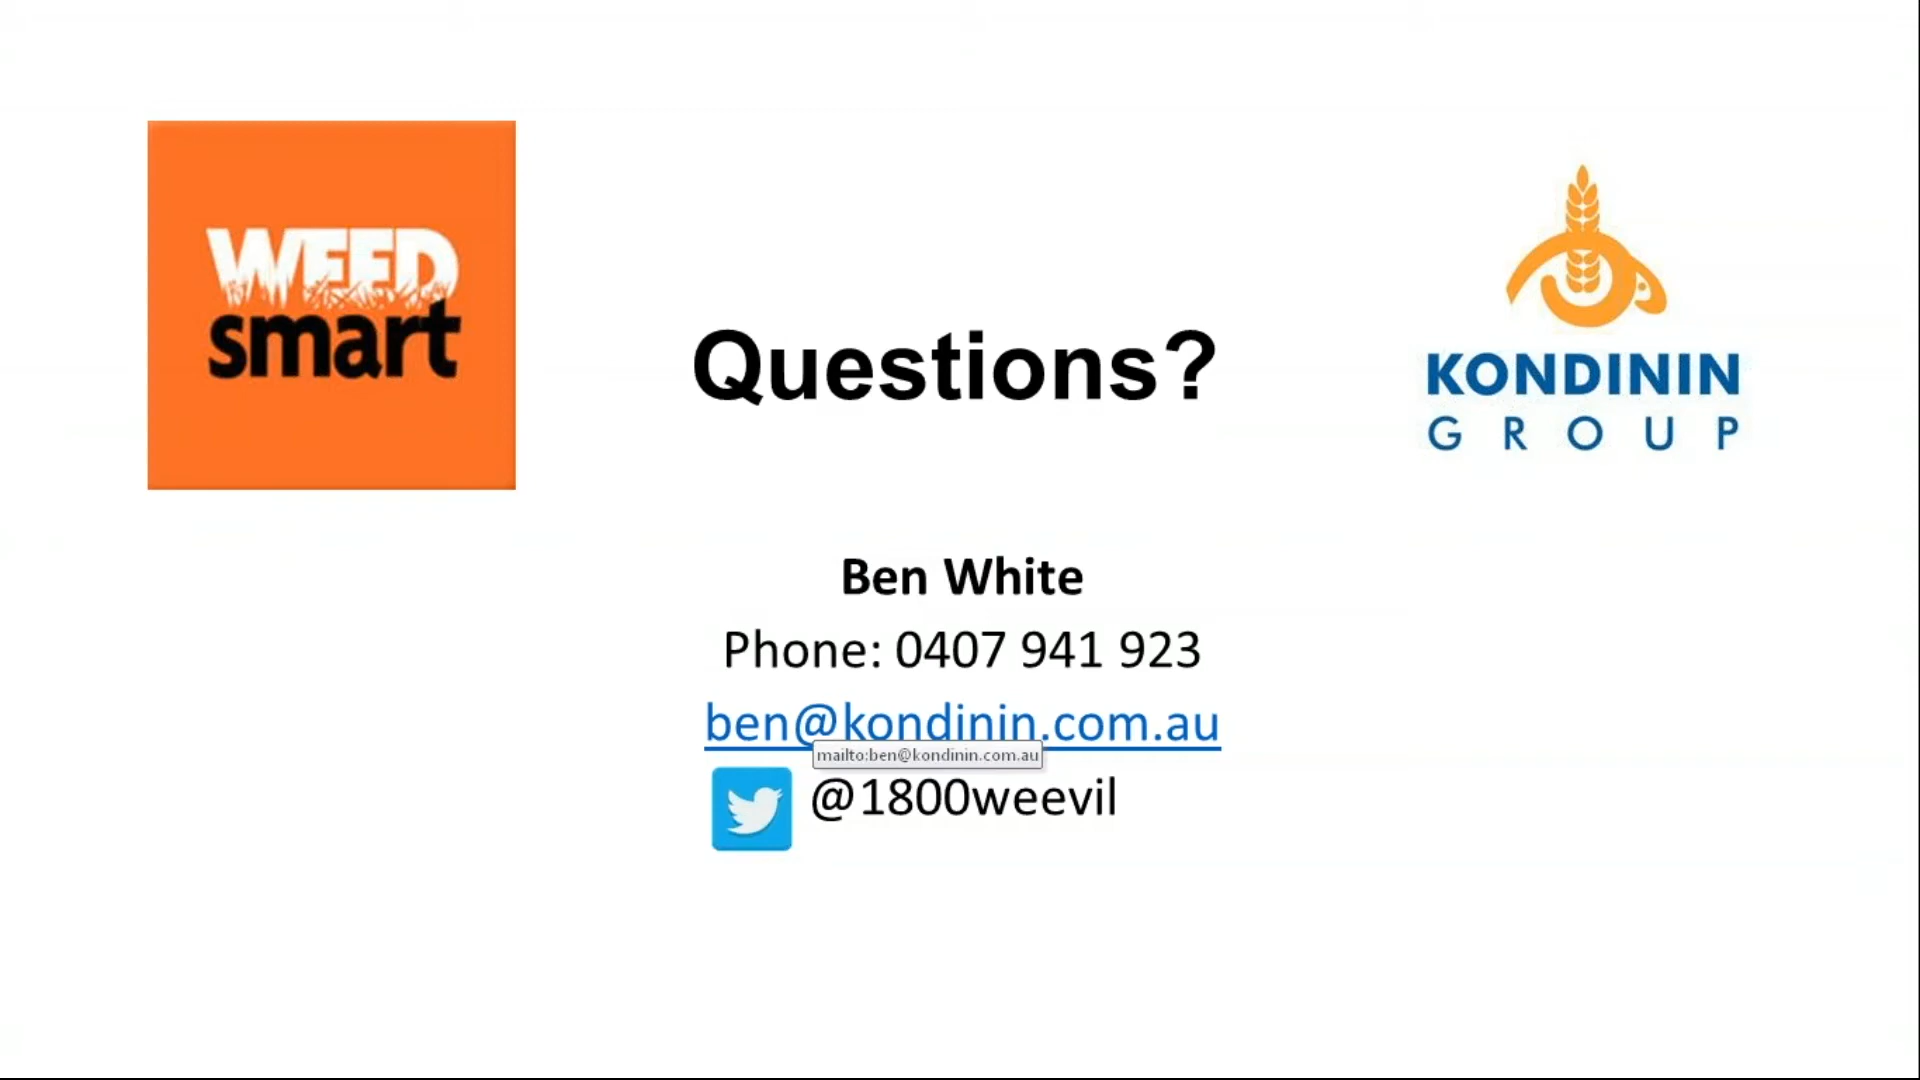 WEED
smart
Questions?
KONDININ
GROUP
Ben White
Phone: 0407 941 923
ben@kondinin.com.au
mailto:ben@kondinin.com.au
@1800weevil